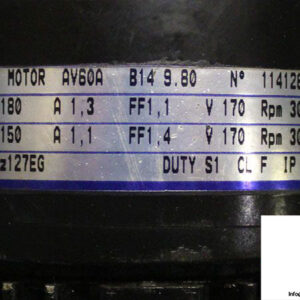 MOTOR AV60A B14 9.80 N° 114128
180 A 1,3 FF1,1 V 170 Rpm 30
150 A 1,1 FF1,4 V 170 Rpm 30
z127EG DUTY S1 CL F IP